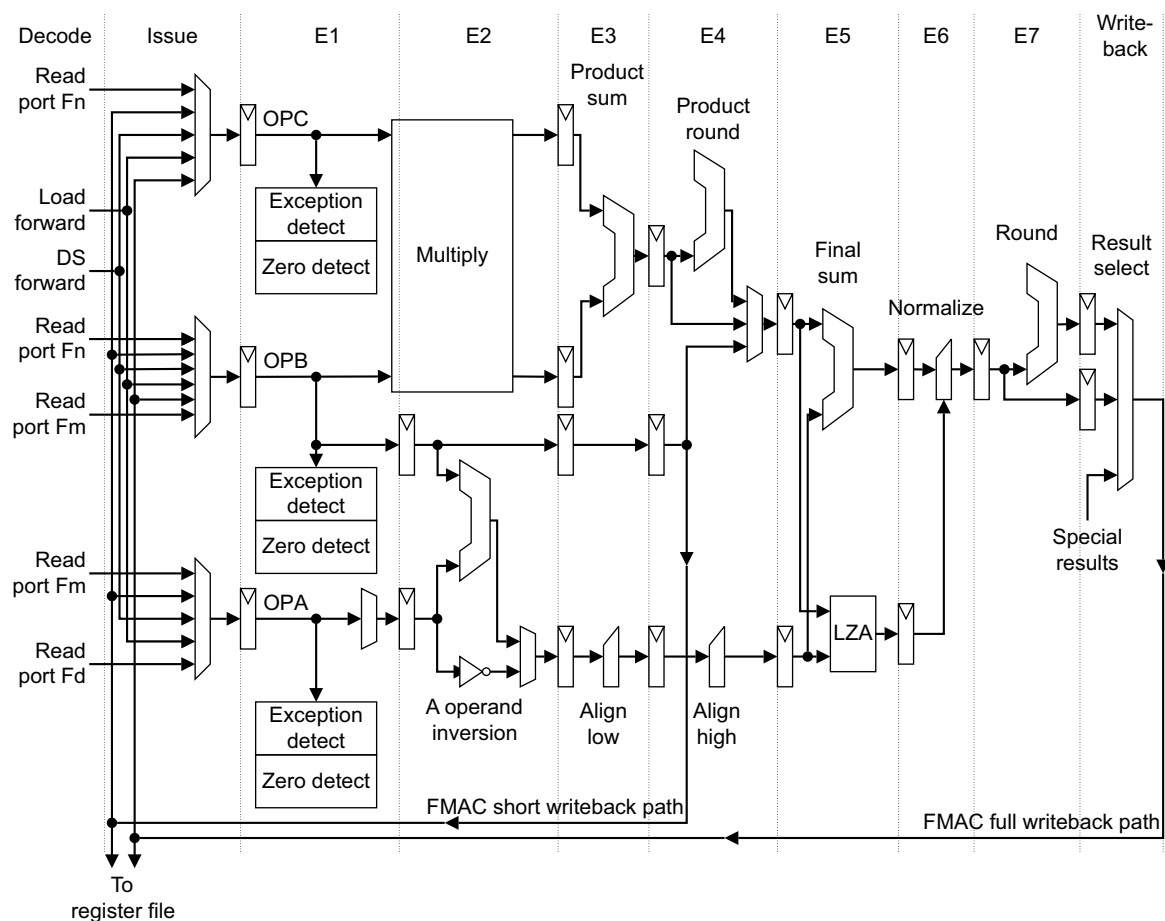 Decode
Issue
E1
E2
E3
E4
E5
E6
E7
Write-
back
Read
port Fn
Load
forward
DS
forward
Read
port Fn
Read
port Fm
Read
port Fm
Read
port Fd
OPC
Exception
detect
Zero detect
OPB
Exception
detect
Zero detect
OPA
Exception
detect
Zero detect
Multiply
A operand
inversion
Product
sum
Align
low
Product
round
Align
high
Final
sum
LZA
Normalize
Round
Result
select
Special
results
FMAC short writeback path
FMAC full writeback path
To
register file